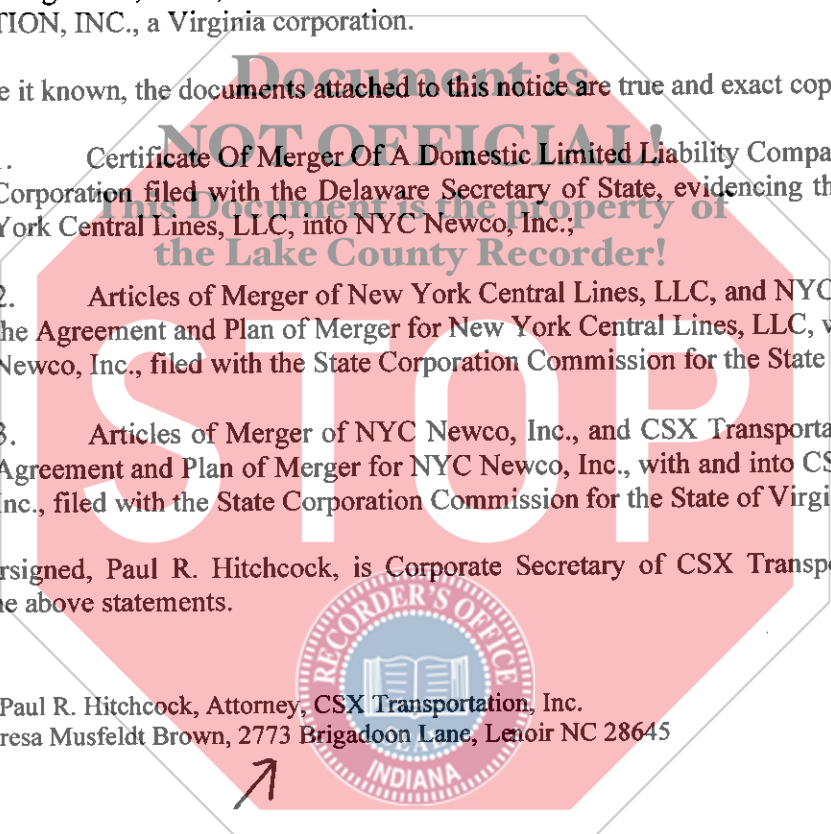 TION, INC., a Virginia corporation.
Document is
e it known, the documents attached to this notice are true and exact cop
NOT OFFICIAL!
Certificate Of Merger Of A Domestic Limited Liability Compa
Corporation filed with the Delaware Secretary of State, evidencing th
This Document is the property of
York Central Lines, LLC, into NYC Newco, Inc.;
the Lake County Recorder!
2. Articles of Merger of New York Central Lines, LLC, and NYC
he Agreement and Plan of Merger for New York Central Lines, LLC, w
Newco, Inc., filed with the State Corporation Commission for the State
STOP
3. Articles of Merger of NYC Newco, Inc., and CSX Transporta
Agreement and Plan of Merger for NYC Newco, Inc., with and into CS
nc., filed with the State Corporation Commission for the State of Virgi
rsigned, Paul R. Hitchcock, is Corporate Secretary of CSX Transp
e above statements.
RECORDER'S OFFICE
Paul R. Hitchcock, Attorney, CSX Transportation, Inc.
resa Musfeldt Brown, 2773 Brigadoon Lane, Lenoir NC 28645
SEAL
INDIANA